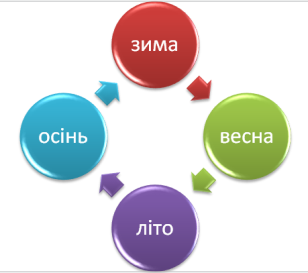 зима
весна
літо
осінь